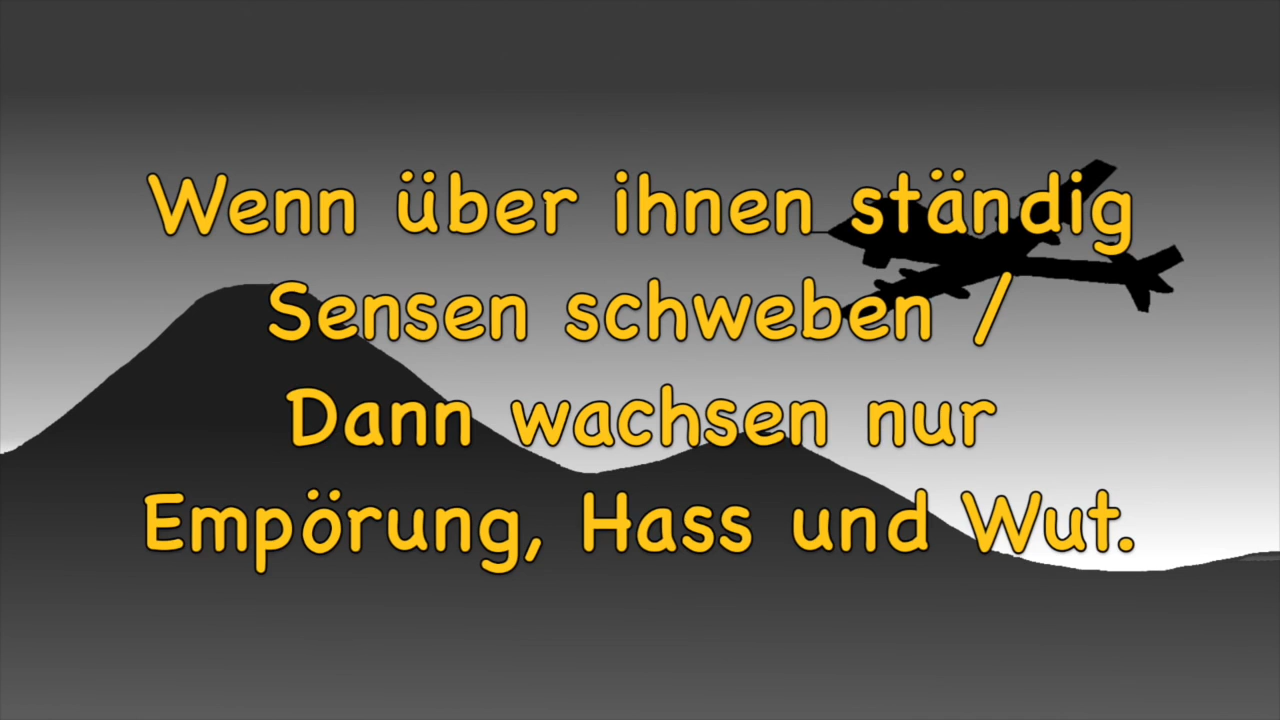 Wenn über ihnen ständig
Sensen schweben /
Dann wachsen nur
Empörung, Hass und Wut.